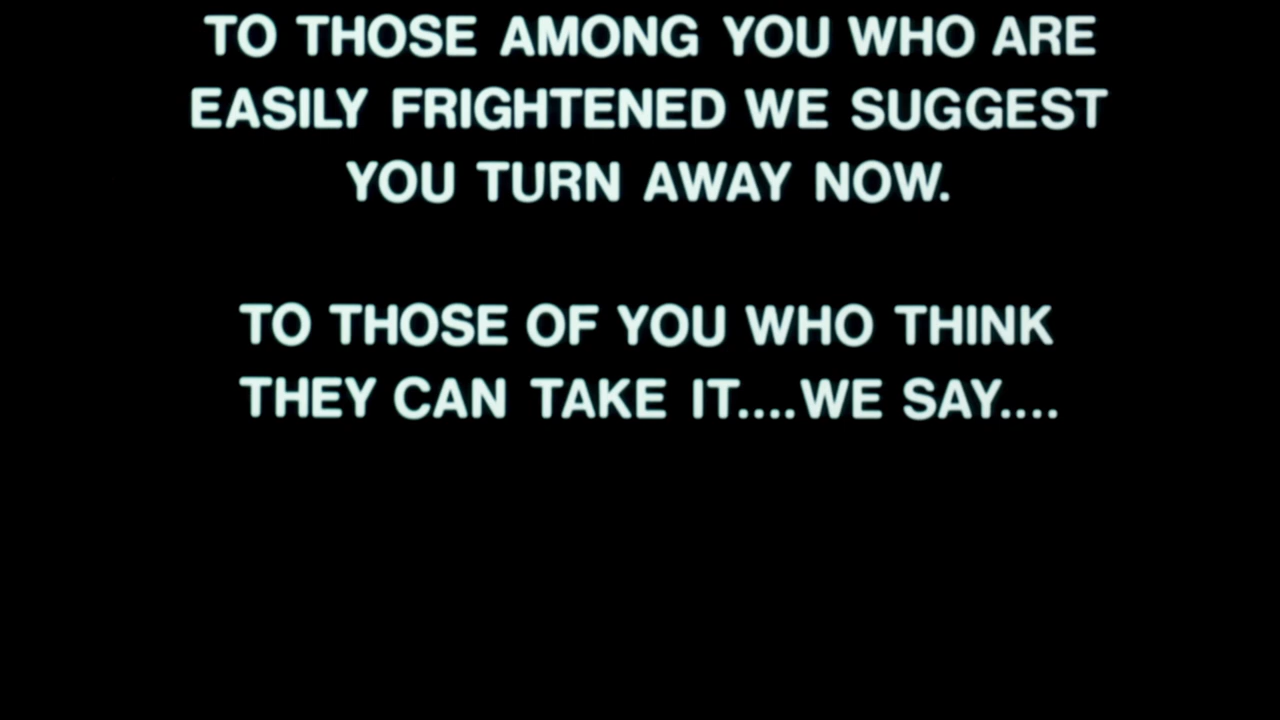 TO THOSE AMONG YOU WHO ARE
EASILY FRIGHTENED WE SUGGEST
YOU TURN AWAY NOW.
TO THOSE OF YOU WHO THINK
THEY CAN TAKE IT....WE SAY....